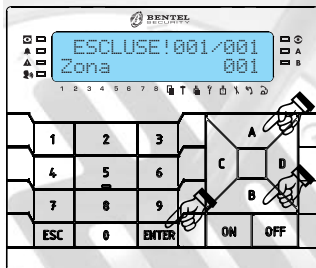 BENTEL
SECURITY
ESCLUSE!001/001
Zona 001
A
B
1 2 3 4 5 6 7 8
1 2 3
4 5 6
7 8 9
ESC 0 ENTER
A
C D
B
ON OFF